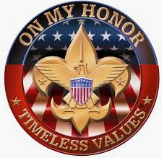 ON MY HONOR
★ TIMELESS VALUES ★